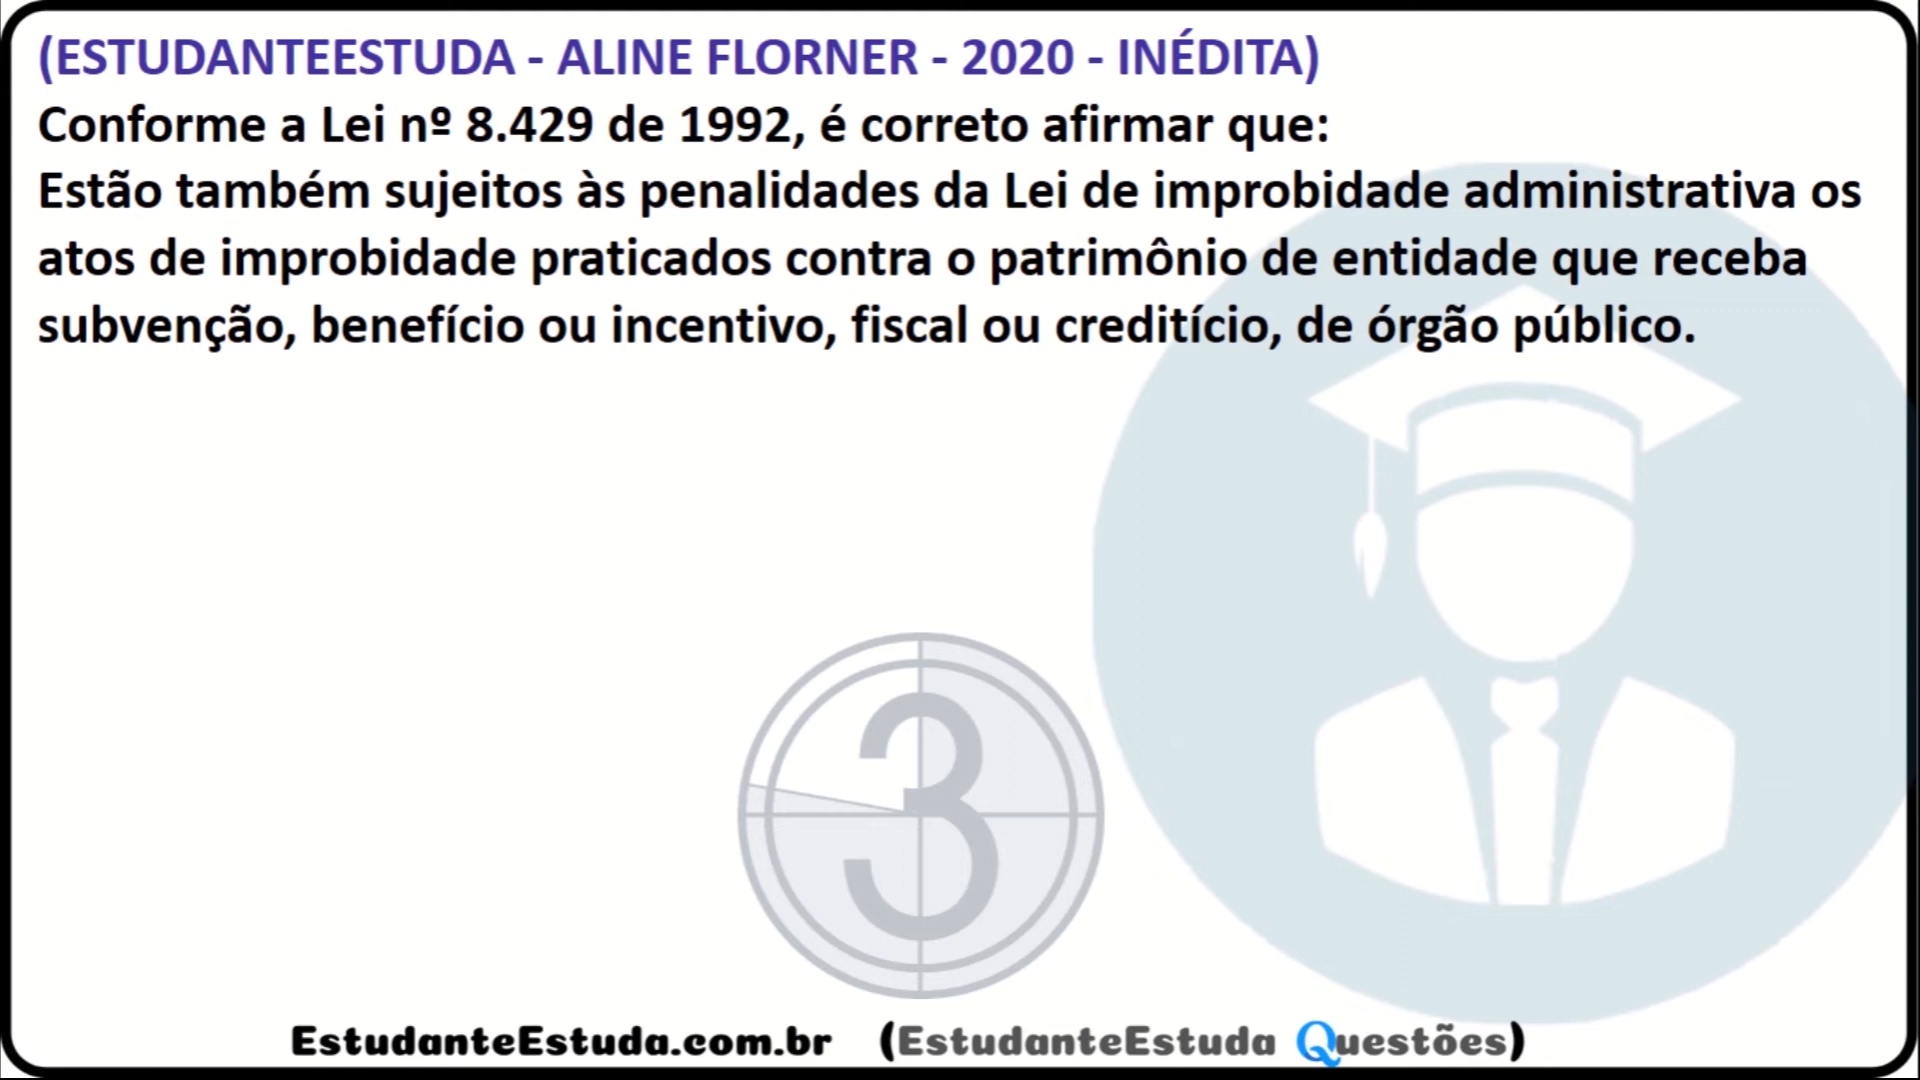 (ESTUDANTEESTUDA - ALINE FLORNER - 2020 - INÉDITA)
Conforme a Lei nº 8.429 de 1992, é correto afirmar que:
Estão também sujeitos às penalidades da Lei de improbidade administrativa os
atos de improbidade praticados contra o patrimônio de entidade que receba
subvenção, benefício ou incentivo, fiscal ou creditício, de órgão público.
3
EstudanteEstuda.com.br (EstudanteEstuda Questões)